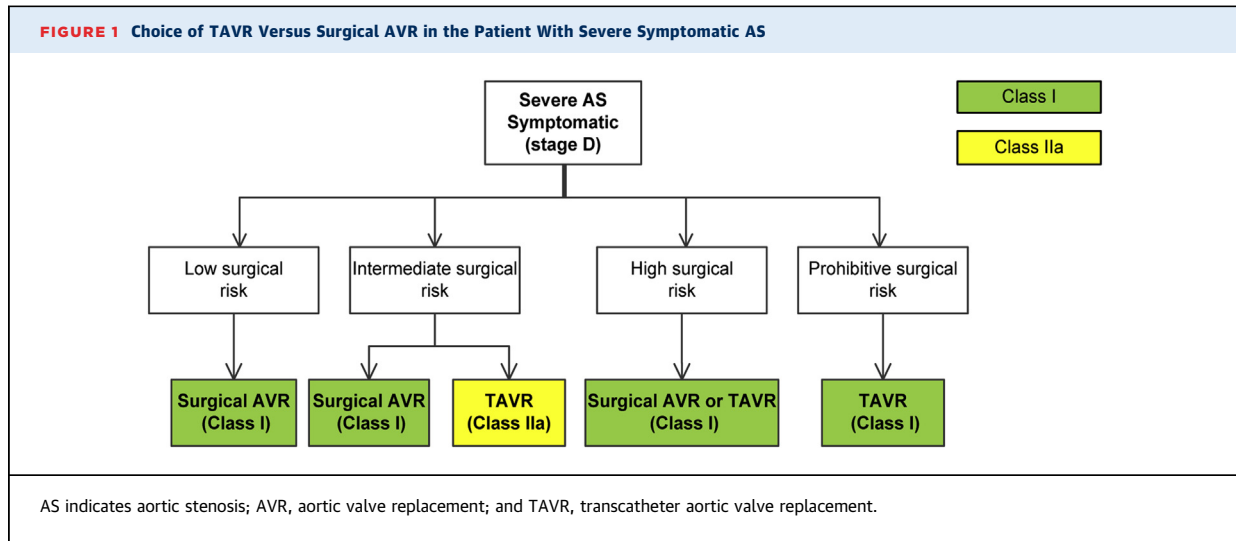 FIGURE 1 Choice of TAVR Versus Surgical AVR in the Patient With Severe Symptomatic AS
Severe AS
Symptomatic
(stage D)
Class I
Class IIa
Low surgical
risk
Intermediate surgical
risk
High surgical
risk
Prohibitive surgical
risk
Surgical AVR
(Class I)
Surgical AVR
(Class I)
TAVR
(Class IIa)
Surgical AVR or TAVR
(Class I)
TAVR
(Class I)
AS indicates aortic stenosis; AVR, aortic valve replacement; and TAVR, transcatheter aortic valve replacement.